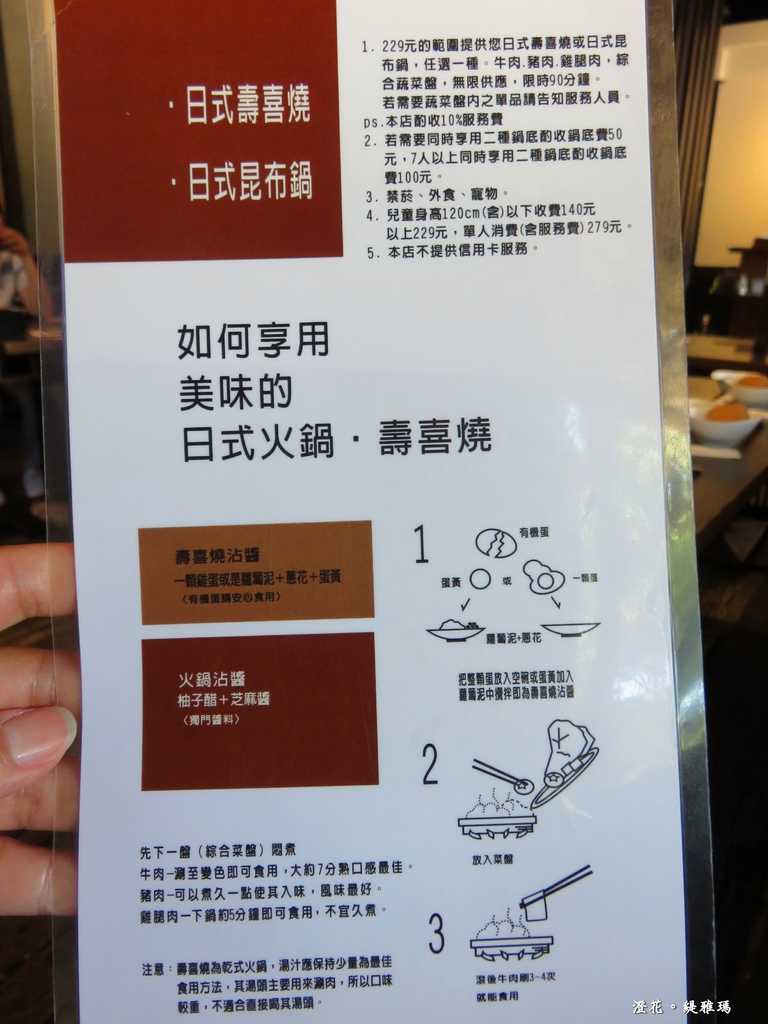 ·日式壽喜燒
·日式昆布鍋
1. 229元的範圍提供您日式壽喜燒或日式昆
布鍋,任選一種。牛肉.豬肉.雞腿肉,綜
合蔬菜盤,無限供應,限時90分鐘。
若需要蔬菜盤內之單品請告知服務人員。
ps.本店酌收10%服務費
2. 若需要同時享用二種鍋底酌收鍋底費50
元,7人以上同時享用二種鍋底酌收鍋底
費100元。
3. 禁菸、外食、寵物。
4. 兒童身高120cm(含)以下收費140元
以上229元,單人消費(含服務費)279元。
5. 本店不提供信用卡服務。
如何享用
美味的
日式火鍋·壽喜燒
壽喜燒沾醬
一顆雞蛋或是蘿蔔泥+蔥花+蛋黃
〈有機蛋請安心食用〉
火鍋沾醬
柚子醋+芝麻醬
〈獨門醬料〉
1
有機蛋
蛋黃
或
一顆蛋
蘿蔔泥+蔥花
把整顆蛋放入空碗或蛋黃加入
蘿蔔泥中攪拌即為壽喜燒沾醬
2
放入菜盤
3
滾後牛肉涮3-4次
就能食用
先下一盤(綜合菜盤)悶煮
牛肉-涮至變色即可食用,大約7分熟口感最佳。
豬肉-可以煮久一點使其入味,風味最好。
雞腿肉-下鍋約5分鐘即可食用,不宜久煮。
注意:壽喜燒為乾式火鍋,湯汁應保持少量為最佳
食用方法,其湯頭主要用來涮肉,所以口味
較重,不適合直接喝其湯頭。
澄花。緹雅瑪